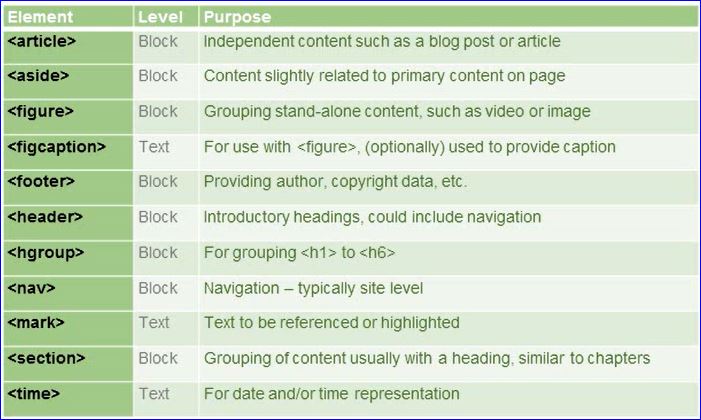 Element Level Purpose
<article> Block Independent content such as a blog post or article
<aside> Block Content slightly related to primary content on page
<figure> Block Grouping stand-alone content, such as video or image
<figcaption> Text For use with <figure>, (optionally) used to provide caption
<footer> Block Providing author, copyright data, etc.
<header> Block Introductory headings, could include navigation
<hgroup> Block For grouping <h1> to <h6>
<nav> Block Navigation – typically site level
<mark> Text Text to be referenced or highlighted
<section> Block Grouping of content usually with a heading, similar to chapters
<time> Text For date and/or time representation